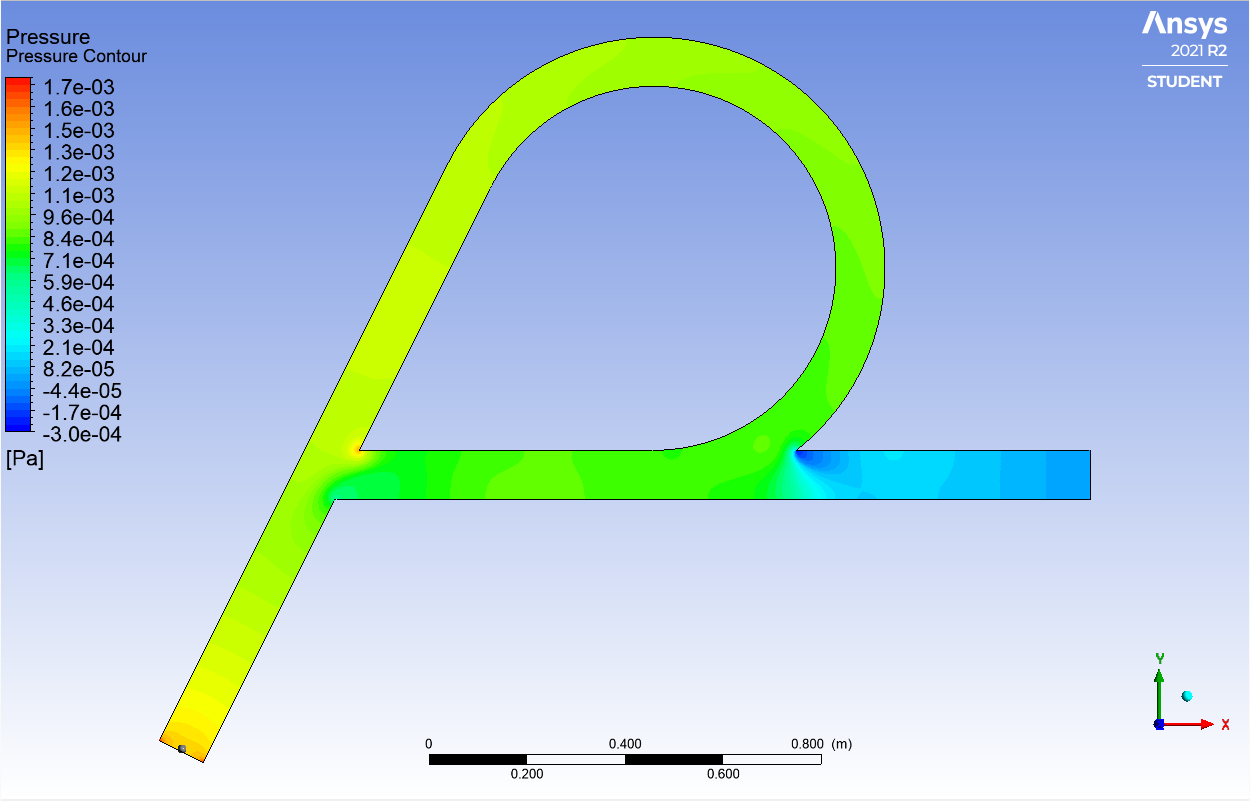 Pressure
Pressure Contour
1.7e-03
1.6e-03
1.5e-03
1.3e-03
1.2e-03
1.1e-03
9.6e-04
8.4e-04
7.1e-04
5.9e-04
4.6e-04
3.3e-04
2.1e-04
8.2e-05
-4.4e-05
-1.7e-04
-3.0e-04
[Pa]
Ansys
2021 R2
STUDENT
Y
X
0 0.400 0.800 (m)
0.200 0.600